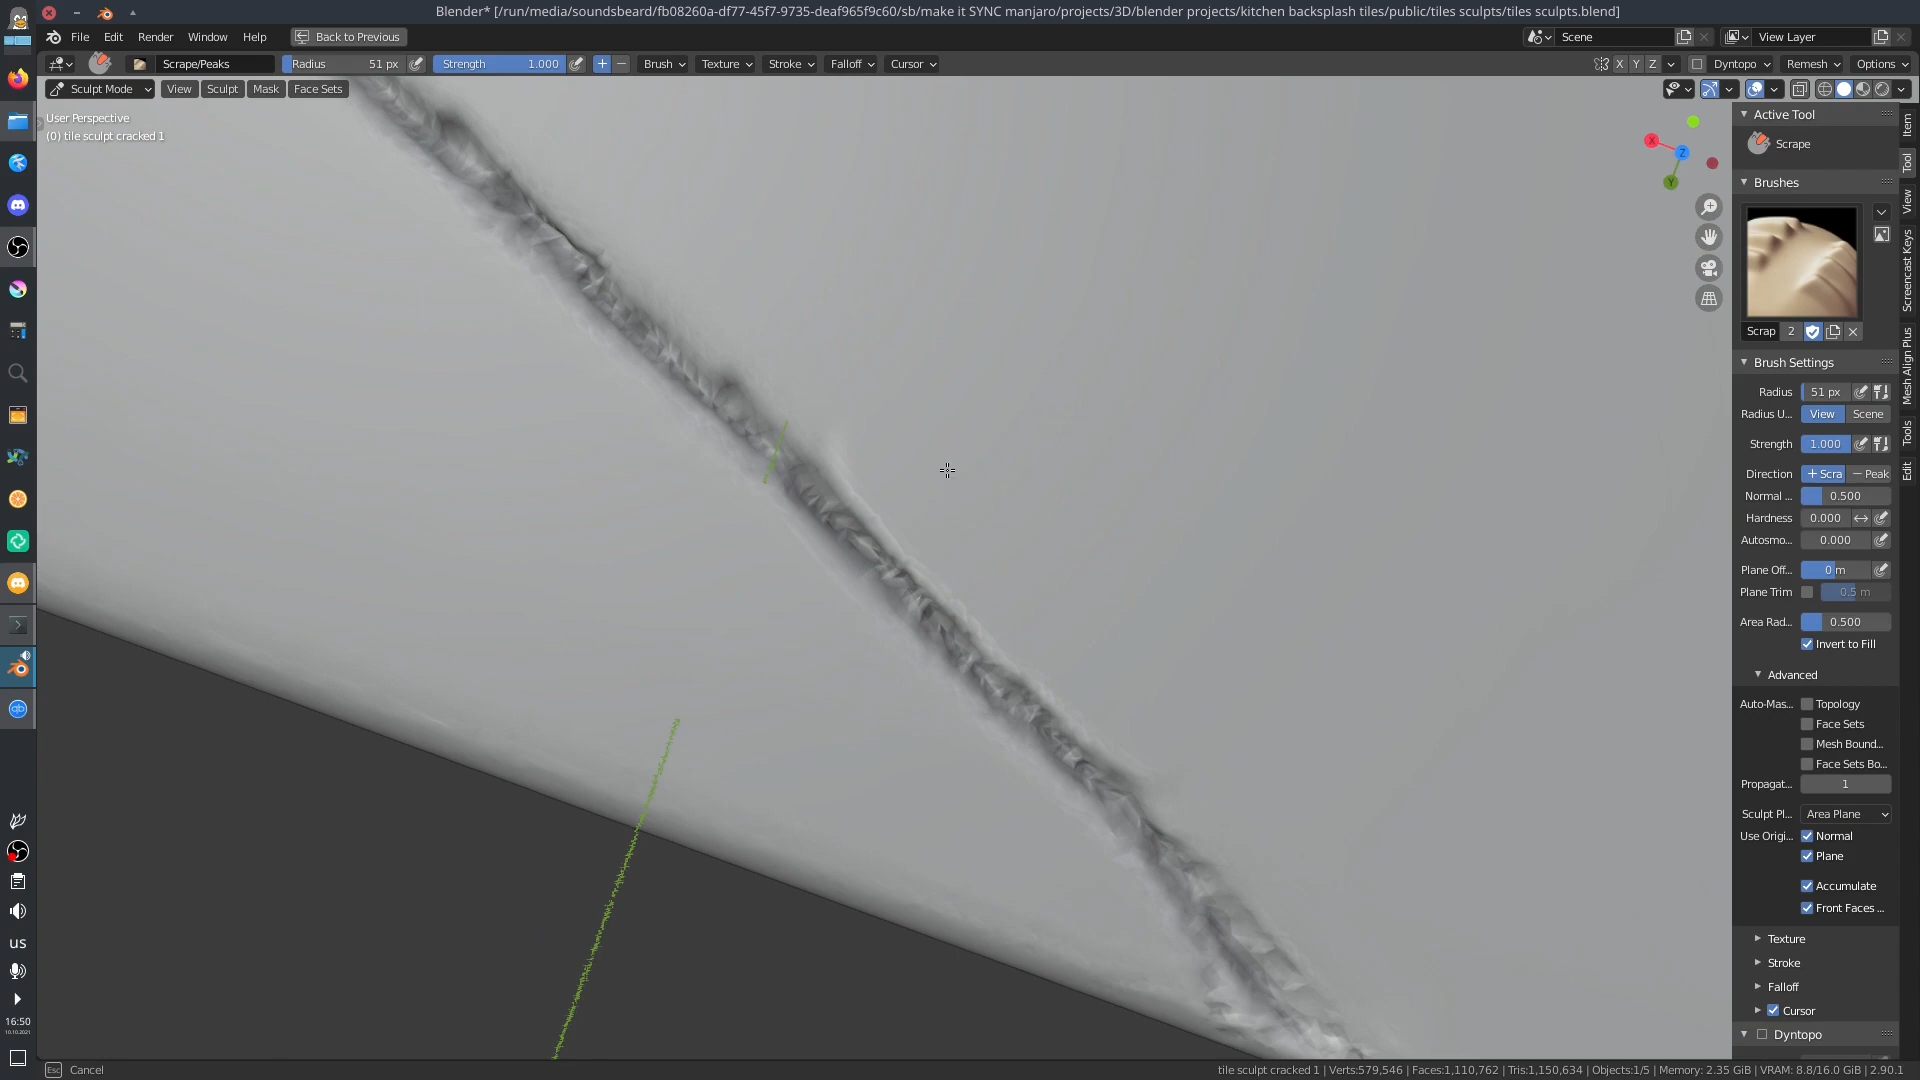 Blender* [/run/media/soundsbeard/fb08260a-df77-45f7-9735-deaf965f9c60/sb/make it SYNC manjaro/projects/3D/blender projects/kitchen backsplash tiles/public/tiles sculpts/tiles sculpts.blend]
File Edit Render Window Help Back to Previous Scene View Layer
Scrape/Peaks Radius 51 px Strength 1.000 Brush Texture Stroke Falloff Cursor X Y Z Dyntopo Remesh Options
Sculpt Mode View Sculpt Mask Face Sets
User Perspective
(0) tile sculpt cracked 1
X
Z
Y
Active Tool
Scrape
Brushes
Scrap 2
Brush Settings
Radius 51 px
Radius U... View Scene
Strength 1.000
Direction + Scra − Peak
Normal ... 0.500
Hardness 0.000
Autosmo... 0.000
Plane Off... 0 m
Plane Trim 0.5 m
Area Rad... 0.500
Invert to Fill
Advanced
Auto-Mas... Topology
Face Sets
Mesh Bound...
Face Sets Bo...
Propagat... 1
Sculpt Pl... Area Plane
Use Origi... Normal
Plane
Accumulate
Front Faces ...
Texture
Stroke
Falloff
Cursor
Dyntopo
Item
Tool
View
Screencast Keys
Mesh Align Plus
Tools
Edit
us
16:50
10.10.2021
Esc Cancel
tile sculpt cracked 1 | Verts:579,546 | Faces:1,110,762 | Tris:1,150,634 | Objects:1/5 | Memory: 2.35 GiB | VRAM: 8.8/16.0 GiB | 2.90.1